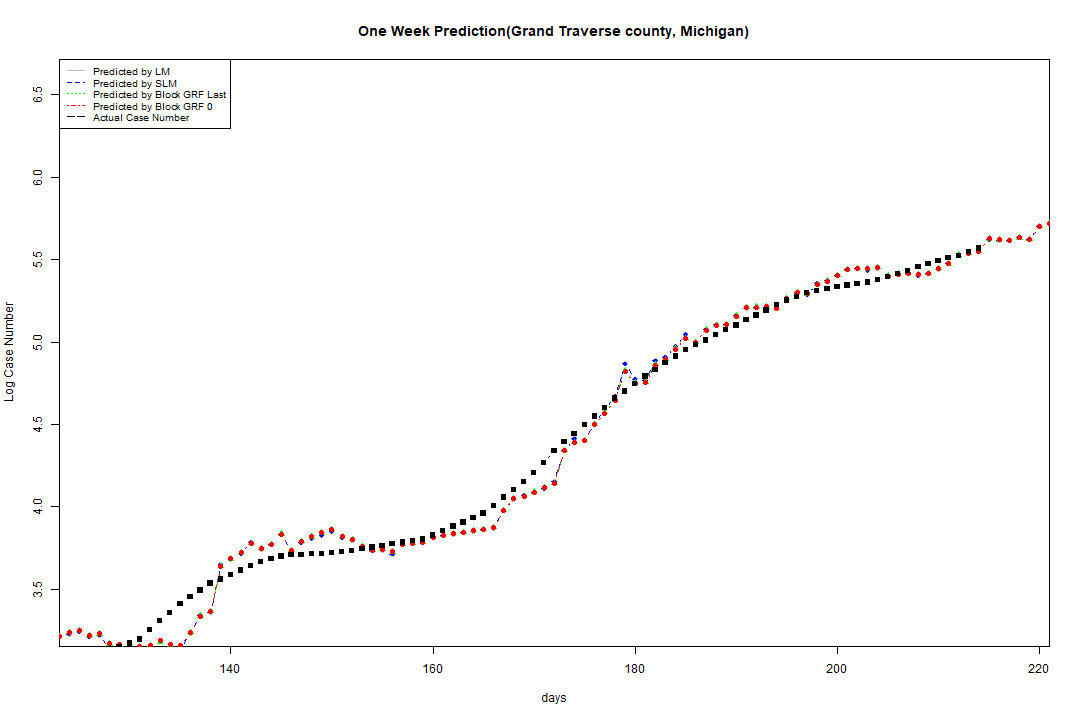 One Week Prediction(Grand Traverse county, Michigan)
Predicted by LM
Predicted by SLM
Predicted by Block GRF Last
Predicted by Block GRF 0
Actual Case Number
6.5
6.0
5.5
5.0
4.5
4.0
3.5
Log Case Number
140 160 180 200 220
days